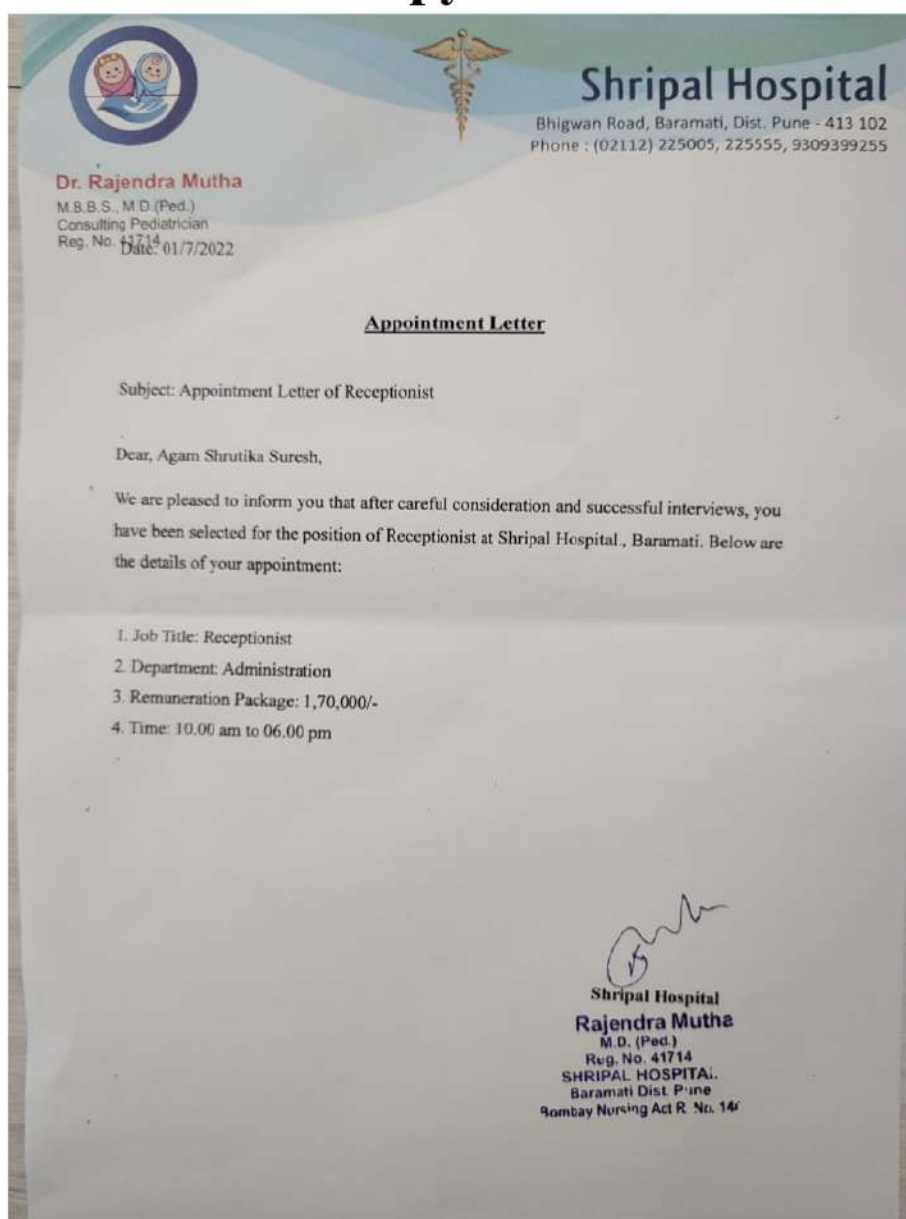 Shripal Hospital
Bhigwan Road, Baramati, Dist. Pune - 413 102
Phone : (02112) 225005, 225555, 9309399255
Dr. Rajendra Mutha
M.B.B.S., M.D.(Ped.)
Consulting Pediatrician
Reg. No. 41714
Date: 01/7/2022
Appointment Letter
Subject: Appointment Letter of Receptionist
Dear, Agam Shrutika Suresh,
We are pleased to inform you that after careful consideration and successful interviews, you
have been selected for the position of Receptionist at Shripal Hospital., Baramati. Below are
the details of your appointment:
1. Job Title: Receptionist
2. Department: Administration
3. Remuneration Package: 1,70,000/-
4. Time: 10.00 am to 06.00 pm
Shripal Hospital
Rajendra Mutha
M.D. (Ped.)
Reg. No. 41714
SHRIPAL HOSPITAL
Baramati Dist. Pune
Bombay Nursing Act R. No.